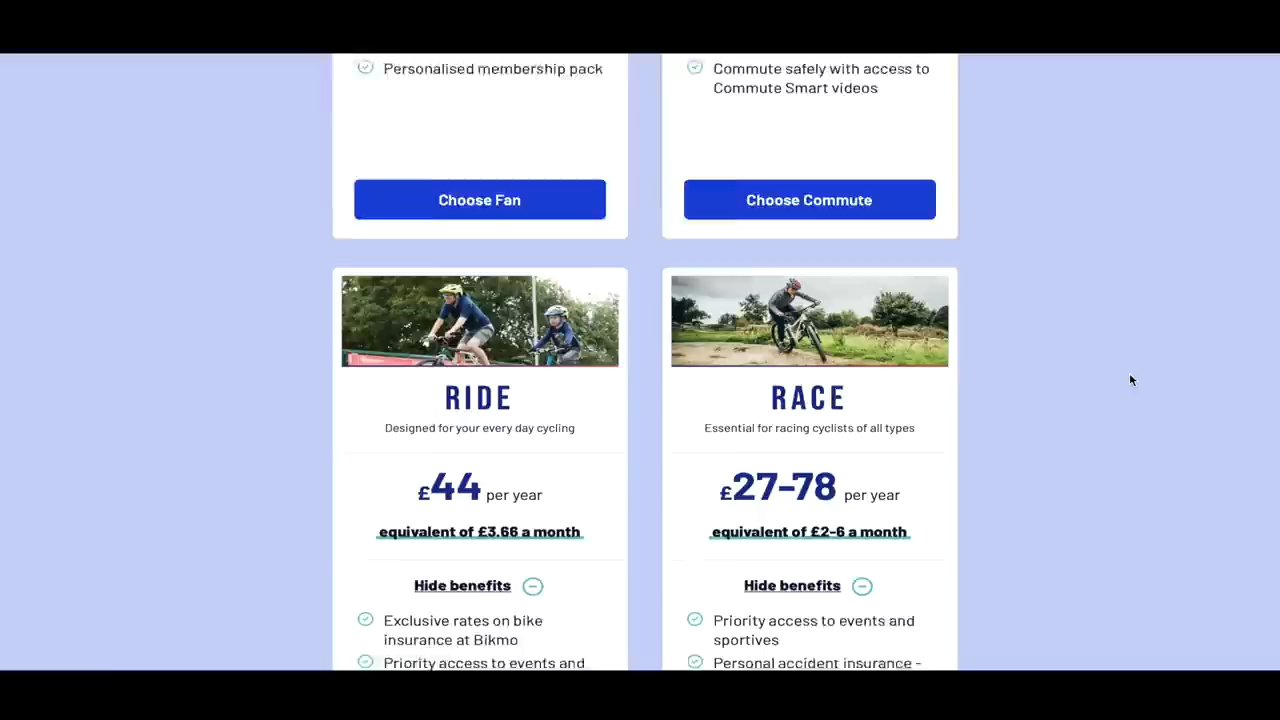 Personalised membership pack
Commute safely with access to
Commute Smart videos
Choose Fan
Choose Commute
RIDE
Designed for your every day cycling
£44 per year
equivalent of £3.66 a month
Hide benefits
Exclusive rates on bike
insurance at Bikmo
Priority access to events and
RACE
Essential for racing cyclists of all types
£27-78 per year
equivalent of £2-6 a month
Hide benefits
Priority access to events and
sportives
Personal accident insurance -